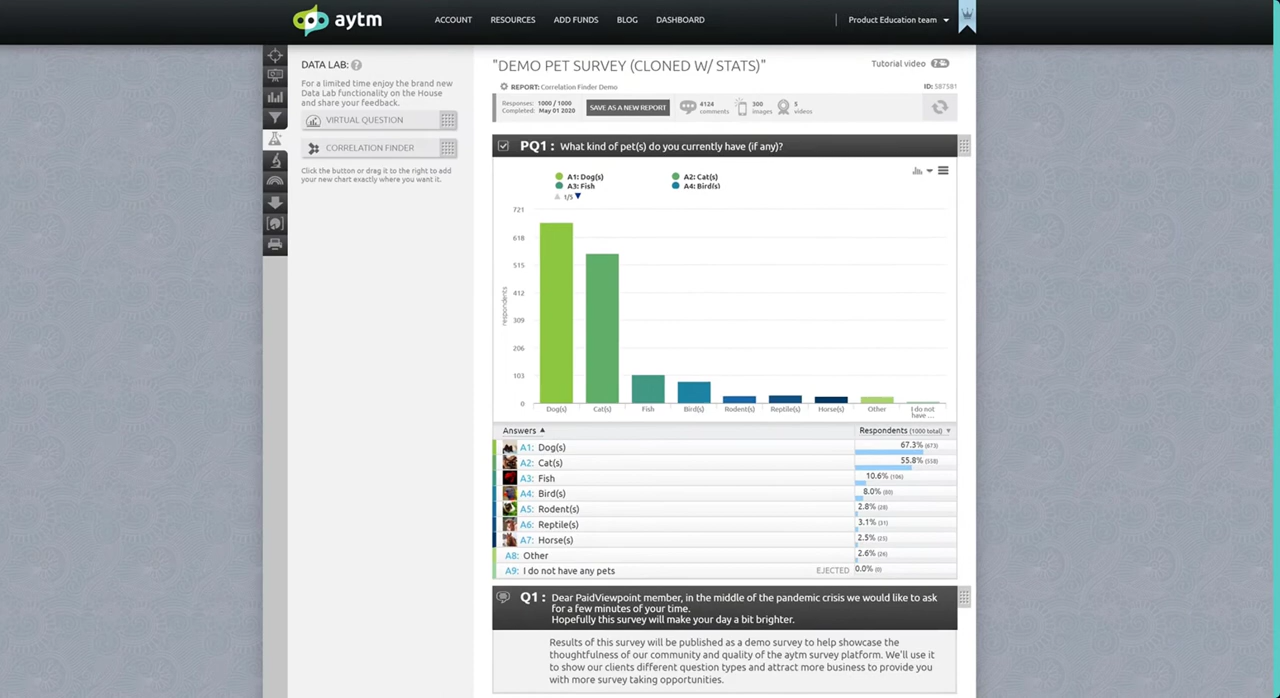 aytm
ACCOUNT RESOURCES ADD FUNDS BLOG DASHBOARD
Product Education team
DATA LAB: ?
For a limited time enjoy the brand new
Data Lab functionality on the House
and share your feedback.
VIRTUAL QUESTION
CORRELATION FINDER
Click the button or drag it to the right to add
your new chart exactly where you want it.
"DEMO PET SURVEY (CLONED W/ STATS)"
Tutorial video
REPORT: Correlation Finder Demo
ID: 587581
Responses: 1000 / 1000
Completed: May 01 2020
SAVE AS A NEW REPORT
4124
comments
300
images
5
videos
PQ1 : What kind of pet(s) do you currently have (if any)?
A1: Dog(s) A2: Cat(s)
A3: Fish A4: Bird(s)
1/5
721
618
515
412
309
206
103
0
respondents
Dog(s) Cat(s) Fish Bird(s) Rodent(s) Reptile(s) Horse(s) Other I do not
have ...
Answers Respondents (1000 total)
A1: Dog(s) 67.3% (673)
A2: Cat(s) 55.8% (558)
A3: Fish 10.6% (106)
A4: Bird(s) 8.0% (80)
A5: Rodent(s) 2.8% (28)
A6: Reptile(s) 3.1% (31)
A7: Horse(s) 2.5% (25)
A8: Other 2.6% (26)
A9: I do not have any pets EJECTED 0.0% (0)
Q1 : Dear PaidViewpoint member, in the middle of the pandemic crisis we would like to ask
for a few minutes of your time.
Hopefully this survey will make your day a bit brighter.
Results of this survey will be published as a demo survey to help showcase the
thoughtfulness of our community and quality of the aytm survey platform. We'll use it
to show our clients different question types and attract more business to provide you
with more survey taking opportunities.